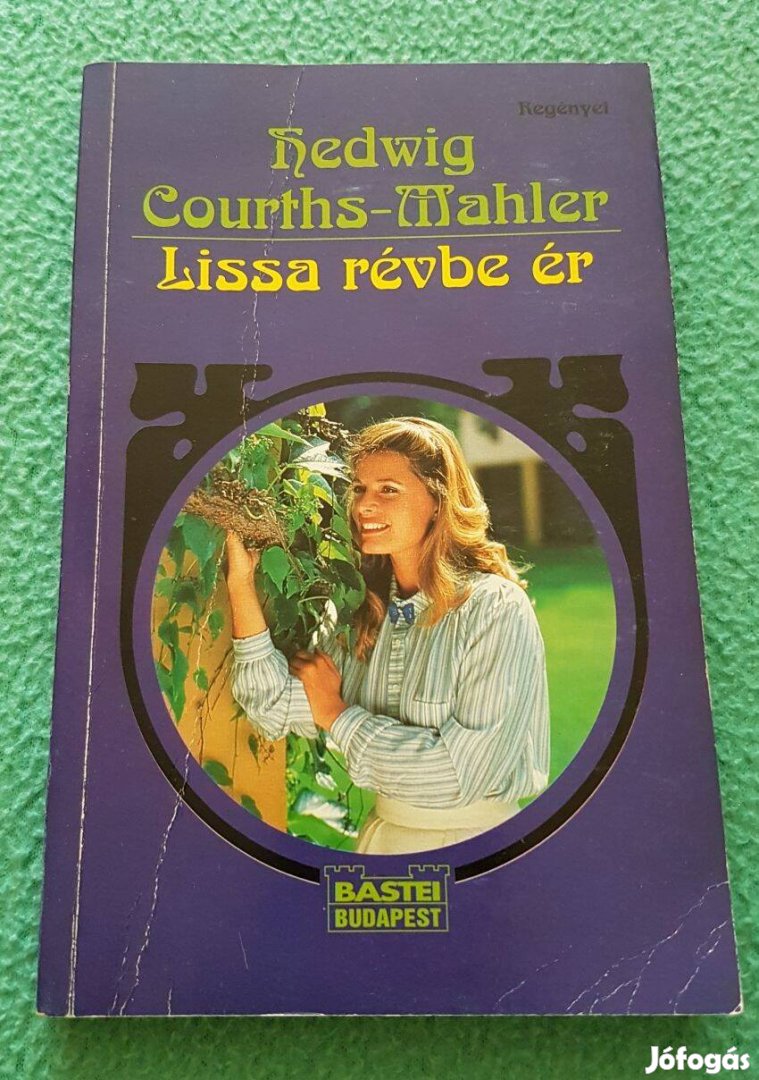 Regényei
Hedwig
Courths-Mahler
Lissa révbe ér
BASTEI
BUDAPEST
Jófogás